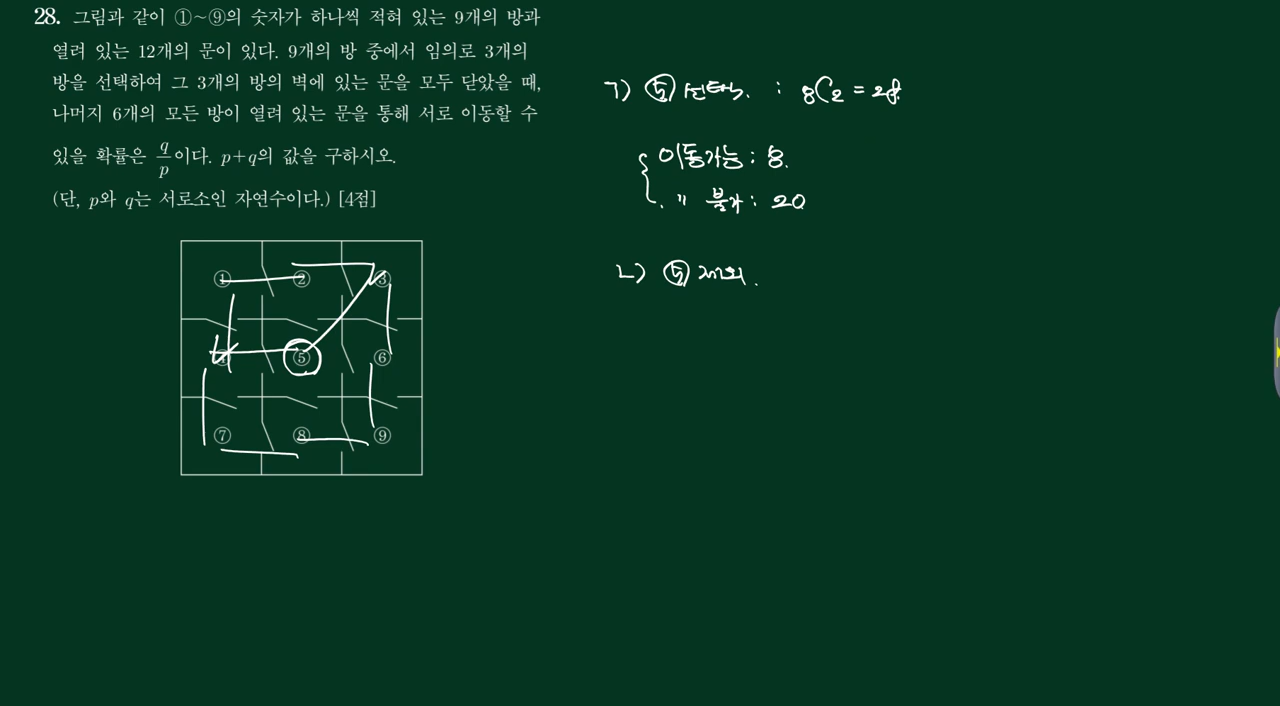 28. 그림과 같이 ①~⑨의 숫자가 하나씩 적혀 있는 9개의 방과
열려 있는 12개의 문이 있다. 9개의 방 중에서 임의로 3개의
방을 선택하여 그 3개의 방의 벽에 있는 문을 모두 닫았을 때,
나머지 6개의 모든 방이 열려 있는 문을 통해 서로 이동할 수
있을 확률은 q/p이다. p+q의 값을 구하시오.
(단, p와 q는 서로소인 자연수이다.) [4점]
① ② ③
④ ⑤ ⑥
⑦ ⑧ ⑨
ㄱ) ⑤ 선택. : 8C2 = 28.
이동가능 : 8.
〃 불가 : 20
ㄴ) ⑤ 제외.